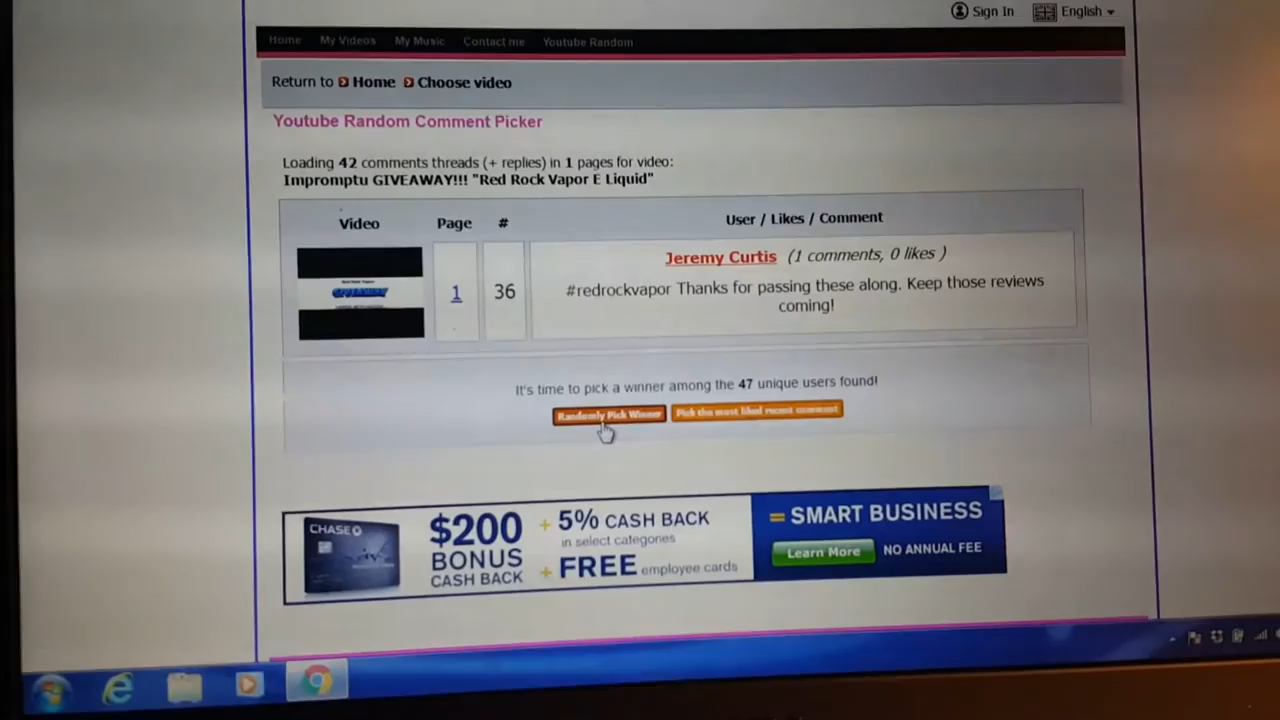 Sign In English
Home My Videos My Music Contact me Youtube Random
Return to Home Choose video
Youtube Random Comment Picker
Loading 42 comments threads (+ replies) in 1 pages for video:
Impromptu GIVEAWAY!!! "Red Rock Vapor E Liquid"
Video Page # User / Likes / Comment
Jeremy Curtis (1 comments, 0 likes )
GIVEAWAY
1 36 #redrockvapor Thanks for passing these along. Keep those reviews
coming!
It's time to pick a winner among the 47 unique users found!
Randomly Pick Winner Pick the most liked recent comment
CHASE
$200
BONUS
CASH BACK
+ 5% CASH BACK
in select categories
+ FREE employee cards
= SMART BUSINESS
Learn More NO ANNUAL FEE